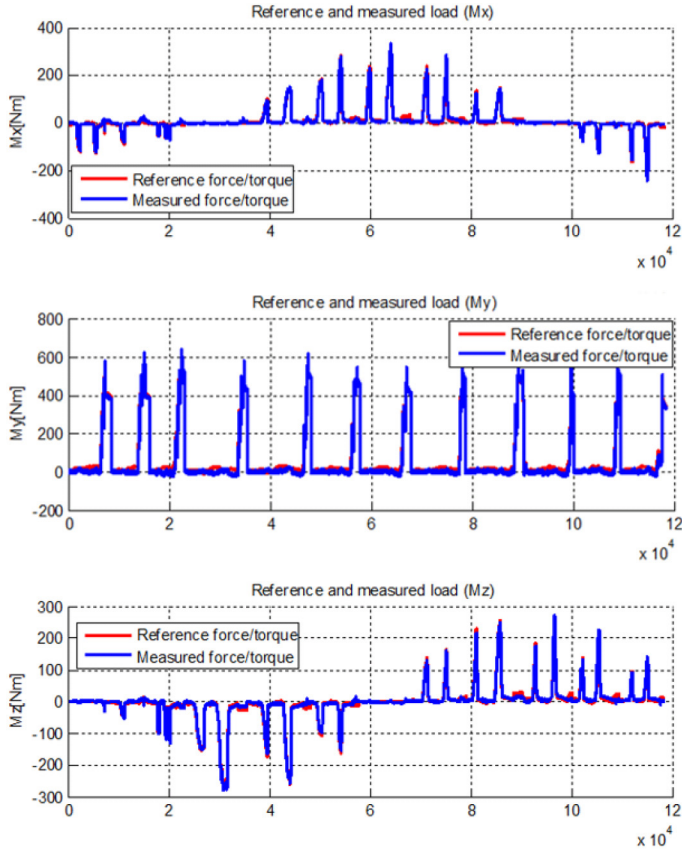 Reference and measured load (Mx)
400
200
0
-200
-400
Mx[Nm]
Reference force/torque
Measured force/torque
0 2 4 6 8 10 12
x 10^4
Reference and measured load (My)
800
600
400
200
0
-200
My[Nm]
Reference force/torque
Measured force/torque
0 2 4 6 8 10 12
x 10^4
Reference and measured load (Mz)
300
200
100
0
-100
-200
-300
Mz[Nm]
Reference force/torque
Measured force/torque
0 2 4 6 8 10 12
x 10^4